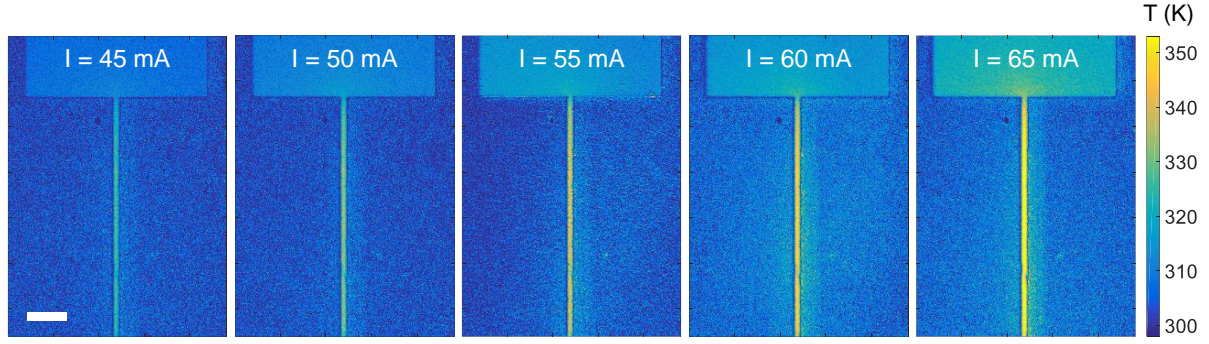 T (K)
I = 45 mA
I = 50 mA
I = 55 mA
I = 60 mA
I = 65 mA
350
340
330
320
310
300